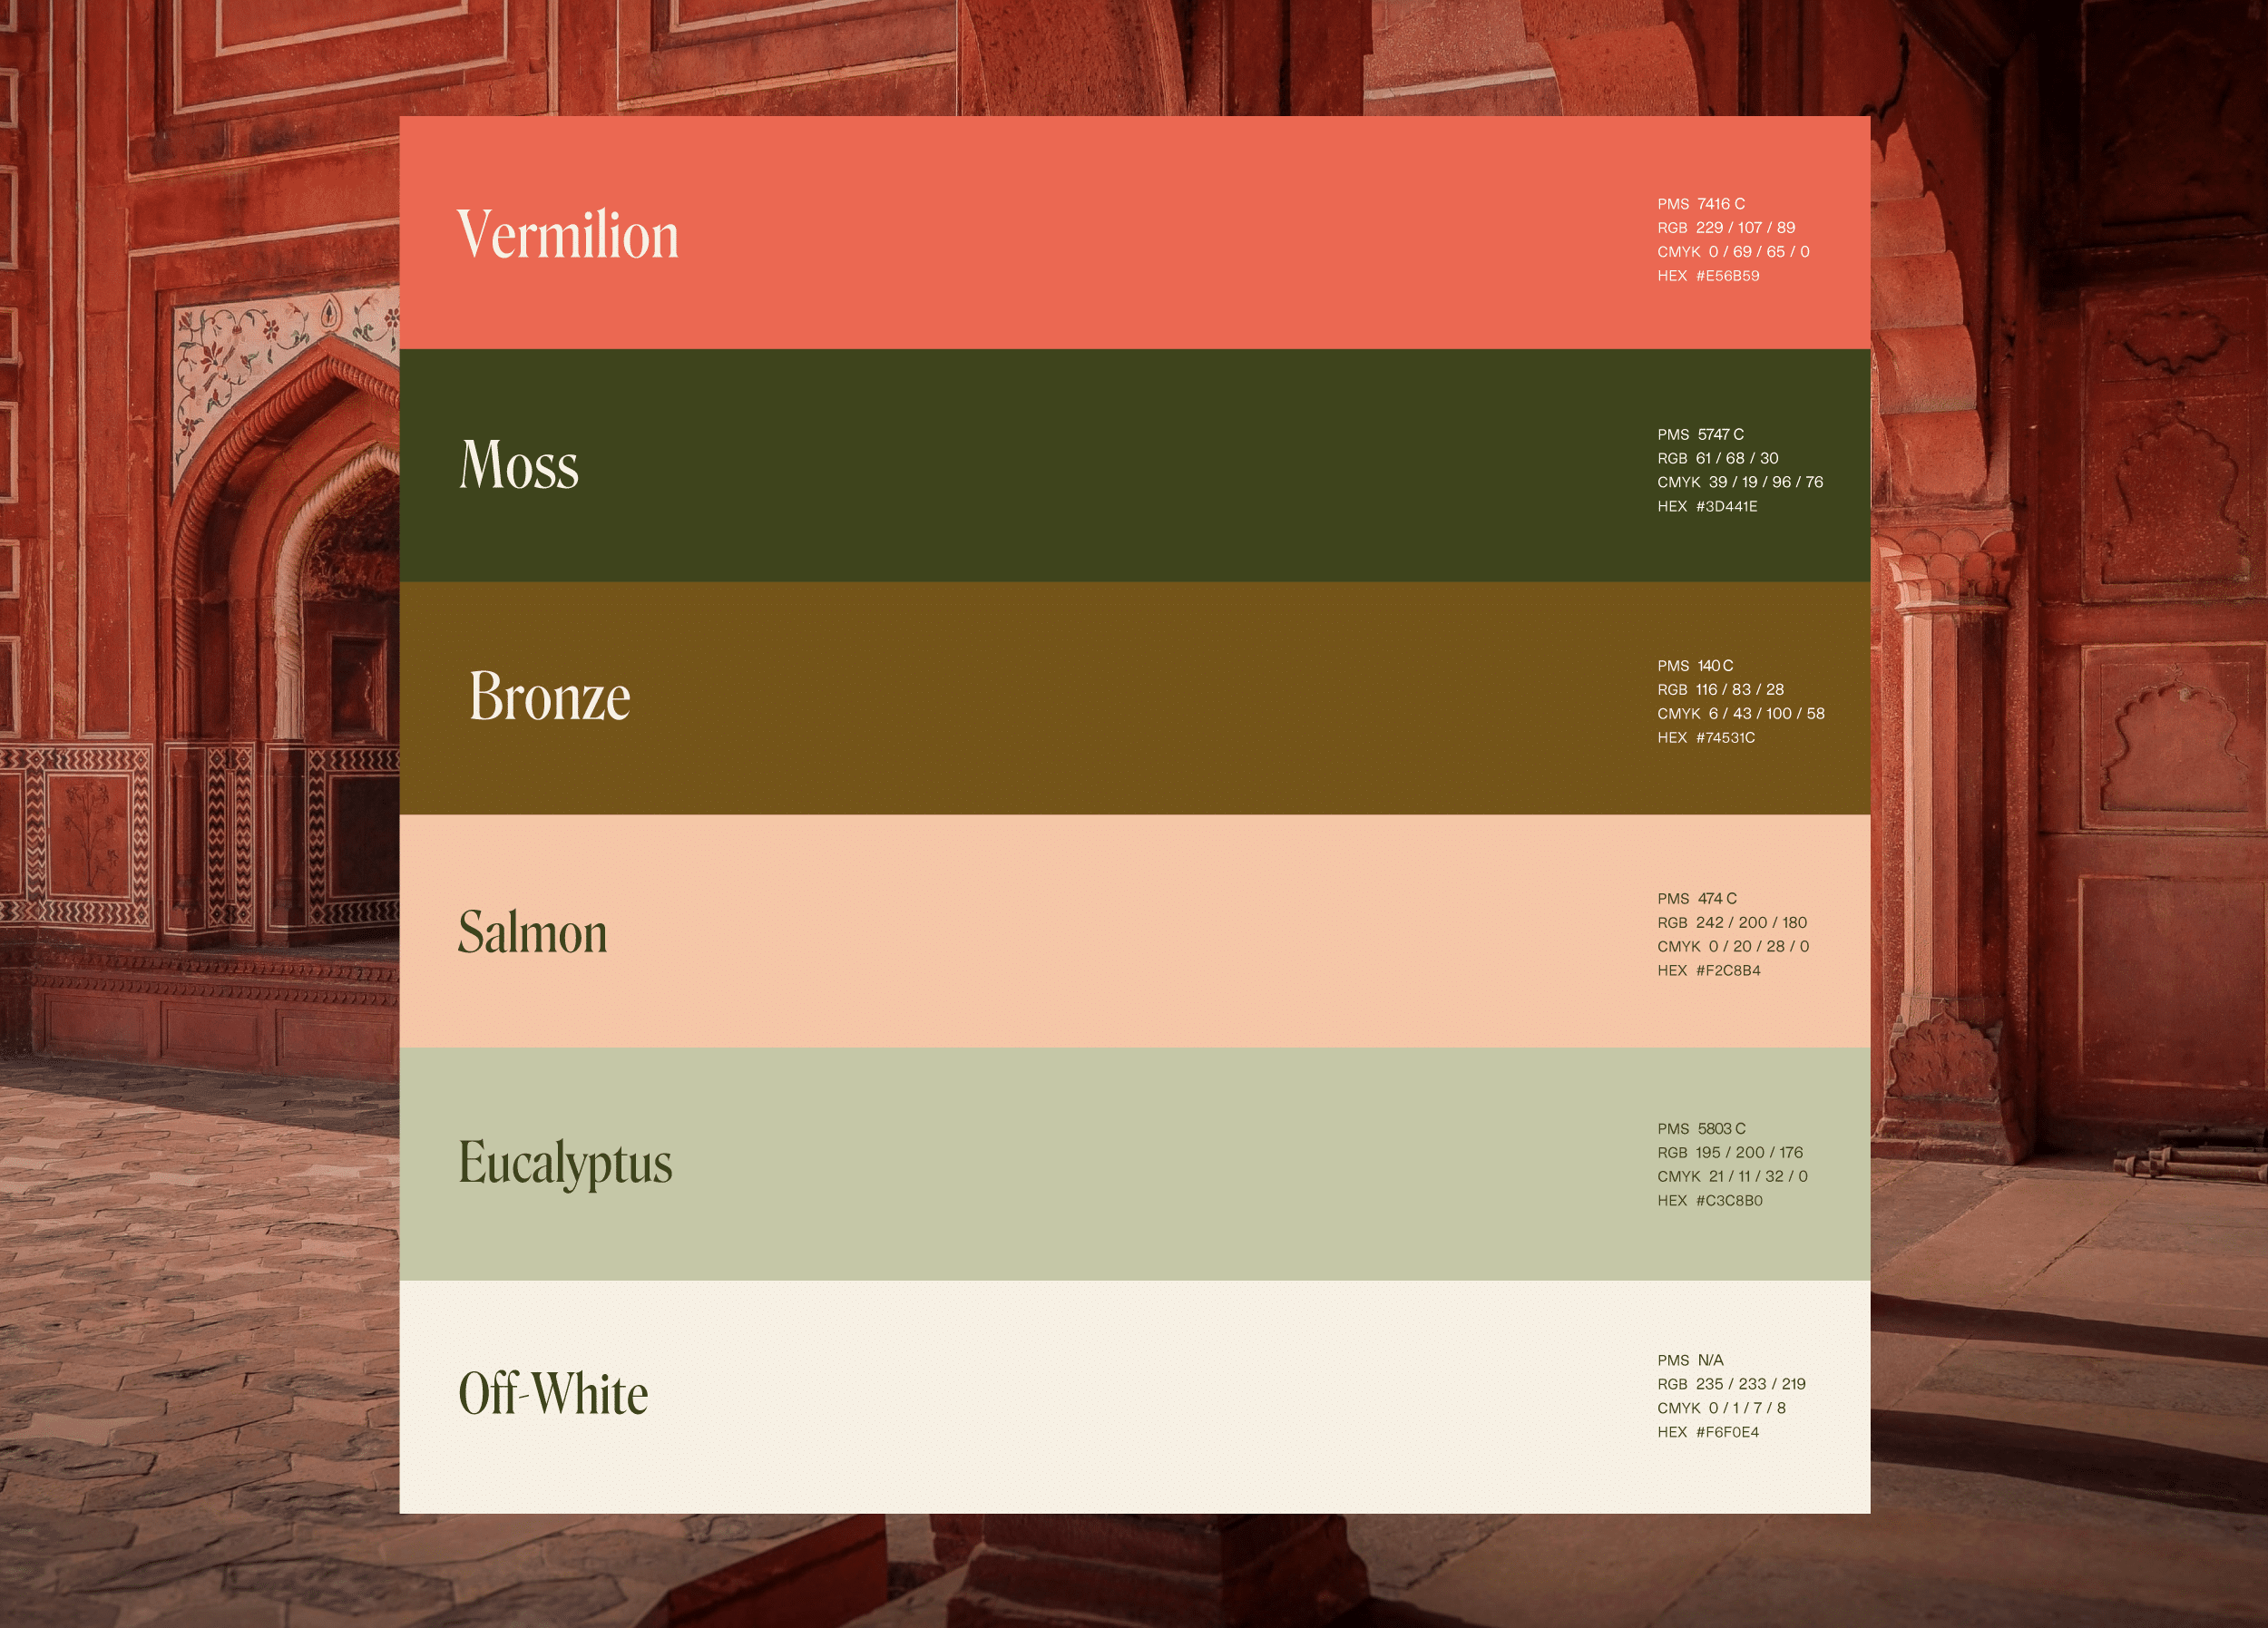 Vermilion
PMS 7416 C
RGB 229 / 107 / 89
CMYK 0 / 69 / 65 / 0
HEX #E56B59
Moss
PMS 5747 C
RGB 61 / 68 / 30
CMYK 39 / 19 / 96 / 76
HEX #3D441E
Bronze
PMS 140 C
RGB 116 / 83 / 28
CMYK 6 / 43 / 100 / 58
HEX #74531C
Salmon
PMS 474 C
RGB 242 / 200 / 180
CMYK 0 / 20 / 28 / 0
HEX #F2C8B4
Eucalyptus
PMS 5803 C
RGB 195 / 200 / 176
CMYK 21 / 11 / 32 / 0
HEX #C3C8B0
Off-White
PMS N/A
RGB 235 / 233 / 219
CMYK 0 / 1 / 7 / 8
HEX #F6F0E4